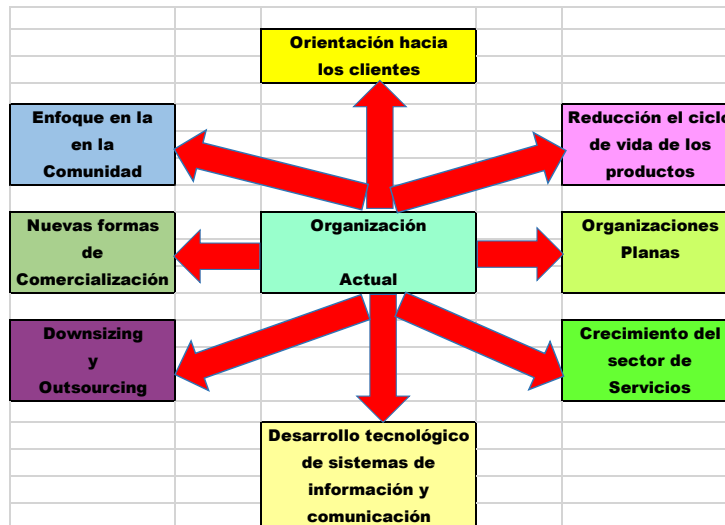 Orientación hacia
los clientes
Enfoque en la
en la
Comunidad
Reducción el ciclo
de vida de los
productos
Nuevas formas
de
Comercialización
Organización
Actual
Organizaciones
Planas
Downsizing
y
Outsourcing
Crecimiento del
sector de
Servicios
Desarrollo tecnológico
de sistemas de
información y
comunicación